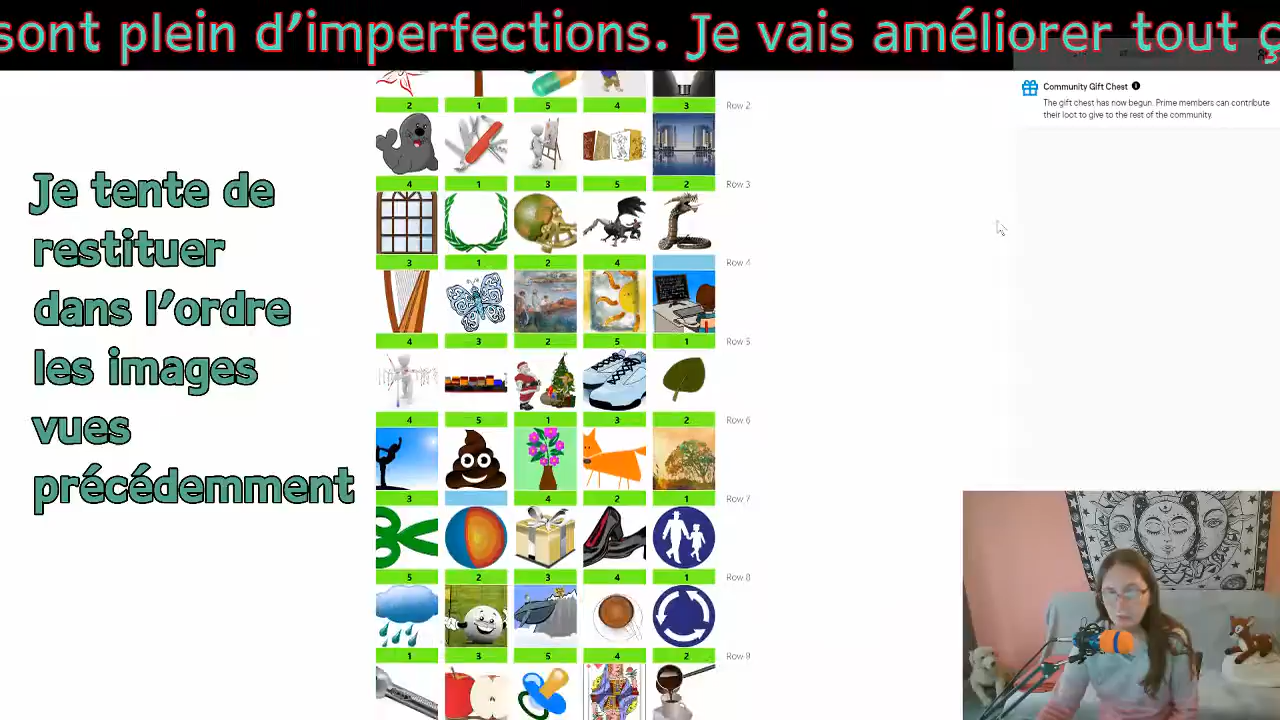 sont plein d’imperfections. Je vais améliorer tout ç
Community Gift Chest
The gift chest has now begun. Prime members can contribute
their loot to give to the rest of the community.
Je tente de
restituer
dans l’ordre
les images
vues
précédemment
2 1 5 4 3 Row 2
4 1 3 5 2 Row 3
3 1 2 4 Row 4
4 3 2 5 1 Row 5
4 5 1 3 2 Row 6
3 4 2 1 Row 7
5 2 3 4 1 Row 8
1 3 5 4 2 Row 9